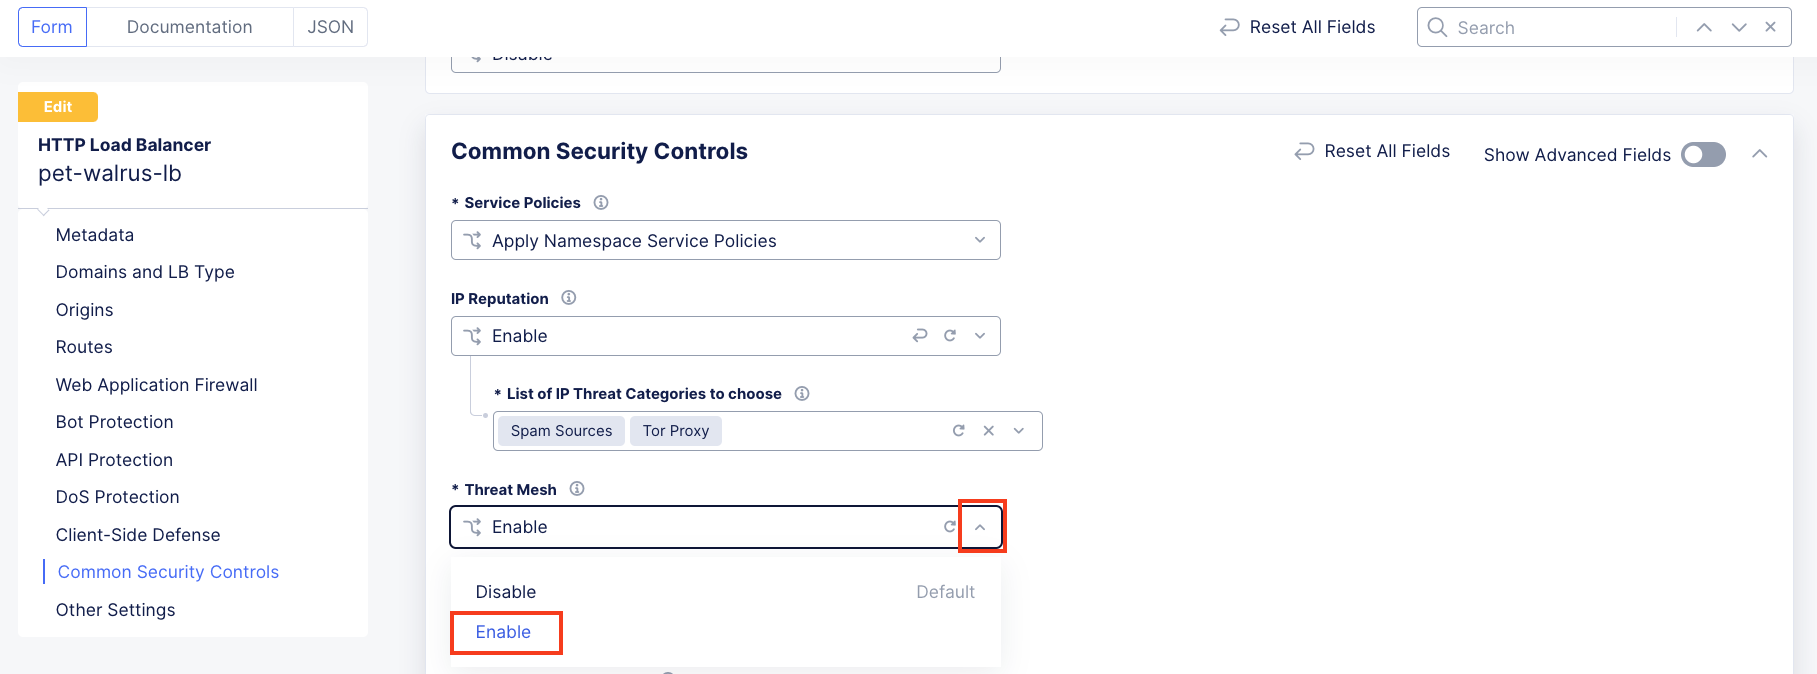 Form Documentation JSON
Reset All Fields
Search
Disable
Edit
HTTP Load Balancer
pet-walrus-lb
Metadata
Domains and LB Type
Origins
Routes
Web Application Firewall
Bot Protection
API Protection
DoS Protection
Client-Side Defense
Common Security Controls
Other Settings
Common Security Controls
Reset All Fields
Show Advanced Fields
* Service Policies
Apply Namespace Service Policies
IP Reputation
Enable
* List of IP Threat Categories to choose
Spam Sources Tor Proxy
* Threat Mesh
Enable
Disable Default
Enable